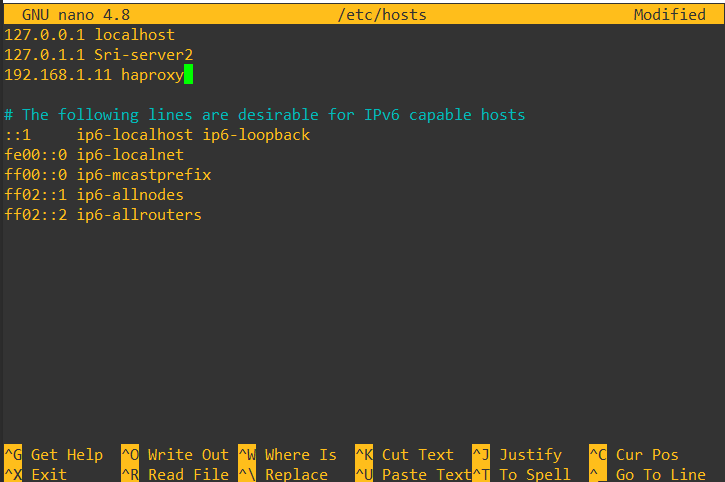 GNU nano 4.8 /etc/hosts Modified
127.0.0.1 localhost
127.0.1.1 Sri-server2
192.168.1.11 haproxy
# The following lines are desirable for IPv6 capable hosts
::1 ip6-localhost ip6-loopback
fe00::0 ip6-localnet
ff00::0 ip6-mcastprefix
ff02::1 ip6-allnodes
ff02::2 ip6-allrouters
^G Get Help ^O Write Out ^W Where Is ^K Cut Text ^J Justify ^C Cur Pos
^X Exit ^R Read File ^\ Replace ^U Paste Text ^T To Spell ^_ Go To Line